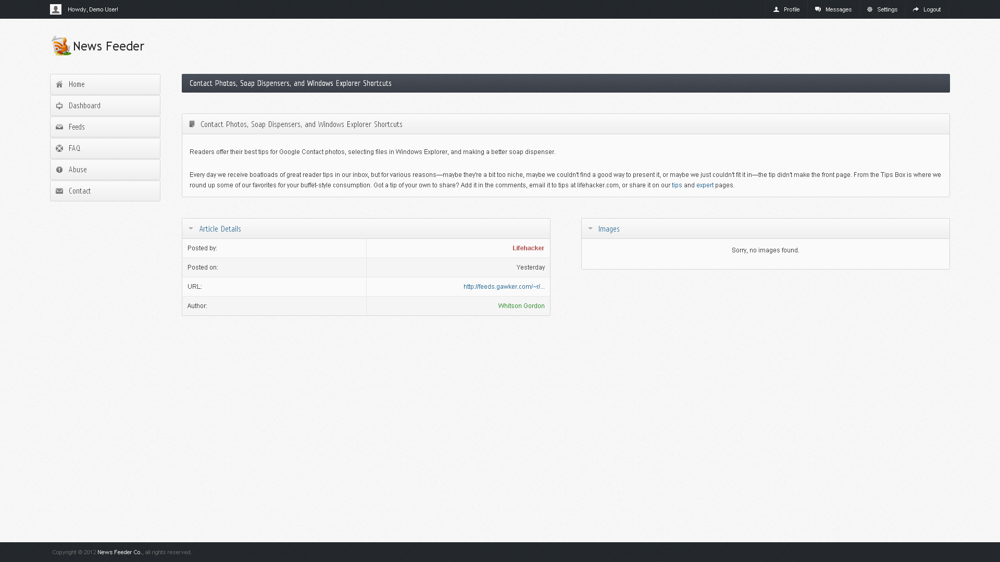 Howdy, Demo User!
Profile
Messages
Settings
Logout
News Feeder
Home
Dashboard
Feeds
FAQ
Abuse
Contact
Contact Photos, Soap Dispensers, and Windows Explorer Shortcuts
Contact Photos, Soap Dispensers, and Windows Explorer Shortcuts
Readers offer their best tips for Google Contact photos, selecting files in Windows Explorer, and making a better soap dispenser.
Every day we receive boatloads of great reader tips in our inbox, but for various reasons—maybe they're a bit too niche, maybe we couldn't find a good way to present it, or maybe we just couldn't fit it in—the tip didn't make the front page. From the Tips Box is where we
round up some of our favorites for your buffet-style consumption. Got a tip of your own to share? Add it in the comments, email it to tips at lifehacker.com, or share it on our tips and expert pages.
Article Details
Posted by: Lifehacker
Posted on: Yesterday
URL: http://feeds.gawker.com/~r/...
Author: Whitson Gordon
Images
Sorry, no images found.
Copyright © 2012 News Feeder Co., all rights reserved.